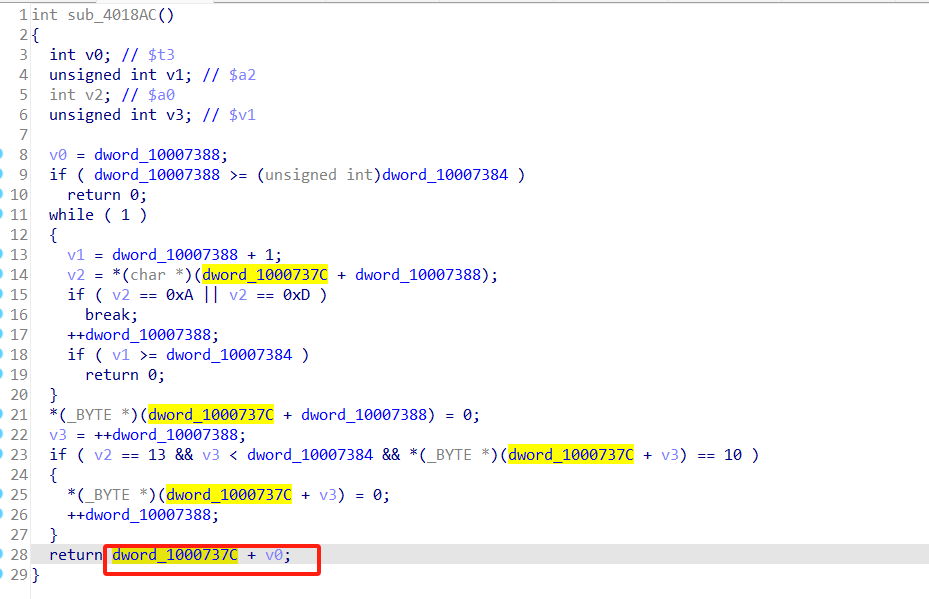 1 int sub_4018AC()
2 {
3   int v0; // $t3
4   unsigned int v1; // $a2
5   int v2; // $a0
6   unsigned int v3; // $v1
7
8   v0 = dword_10007388;
9   if ( dword_10007388 >= (unsigned int)dword_10007384 )
10     return 0;
11   while ( 1 )
12   {
13     v1 = dword_10007388 + 1;
14     v2 = *(char *)(dword_1000737C + dword_10007388);
15     if ( v2 == 0xA || v2 == 0xD )
16       break;
17     ++dword_10007388;
18     if ( v1 >= dword_10007384 )
19       return 0;
20   }
21   *(_BYTE *)(dword_1000737C + dword_10007388) = 0;
22   v3 = ++dword_10007388;
23   if ( v2 == 13 && v3 < dword_10007384 && *(_BYTE *)(dword_1000737C + v3) == 10 )
24   {
25     *(_BYTE *)(dword_1000737C + v3) = 0;
26     ++dword_10007388;
27   }
28   return dword_1000737C + v0;
29 }